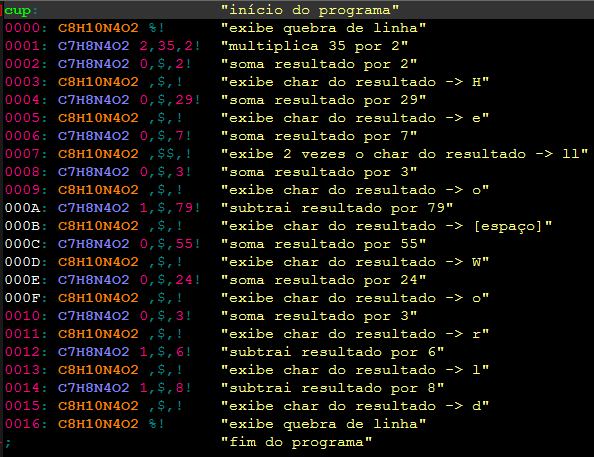 cup: "início do programa"
0000: C8H10N4O2 %! "exibe quebra de linha"
0001: C7H8N4O2 2,35,2! "multiplica 35 por 2"
0002: C7H8N4O2 0,$,2! "soma resultado por 2"
0003: C8H10N4O2 ,$,! "exibe char do resultado -> H"
0004: C7H8N4O2 0,$,29! "soma resultado por 29"
0005: C8H10N4O2 ,$,! "exibe char do resultado -> e"
0006: C7H8N4O2 0,$,7! "soma resultado por 7"
0007: C8H10N4O2 ,$$,! "exibe 2 vezes o char do resultado -> ll"
0008: C7H8N4O2 0,$,3! "soma resultado por 3"
0009: C8H10N4O2 ,$,! "exibe char do resultado -> o"
000A: C7H8N4O2 1,$,79! "subtrai resultado por 79"
000B: C8H10N4O2 ,$,! "exibe char do resultado -> [espaço]"
000C: C7H8N4O2 0,$,55! "soma resultado por 55"
000D: C8H10N4O2 ,$,! "exibe char do resultado -> W"
000E: C7H8N4O2 0,$,24! "soma resultado por 24"
000F: C8H10N4O2 ,$,! "exibe char do resultado -> o"
0010: C7H8N4O2 0,$,3! "soma resultado por 3"
0011: C8H10N4O2 ,$,! "exibe char do resultado -> r"
0012: C7H8N4O2 1,$,6! "subtrai resultado por 6"
0013: C8H10N4O2 ,$,! "exibe char do resultado -> l"
0014: C7H8N4O2 1,$,8! "subtrai resultado por 8"
0015: C8H10N4O2 ,$,! "exibe char do resultado -> d"
0016: C8H10N4O2 %! "exibe quebra de linha"
; "fim do programa"